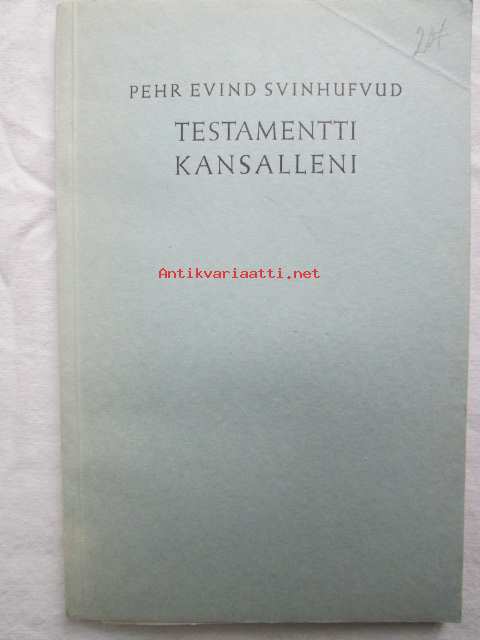 PEHR EVIND SVINHUFVUD
TESTAMENTTI
KANSALLENI
Antikvariaatti.net